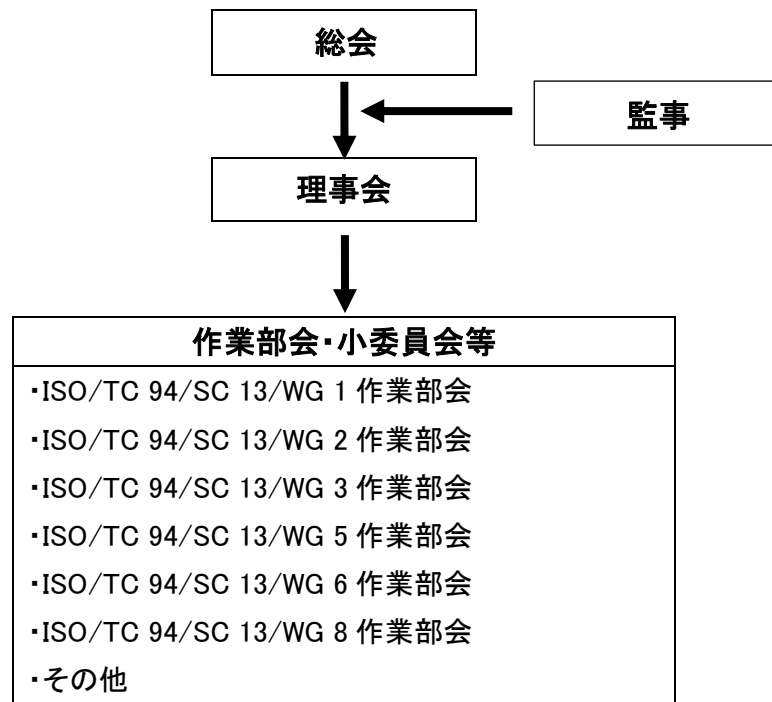 総会
監事
理事会
作業部会・小委員会等
・ISO/TC 94/SC 13/WG 1 作業部会
・ISO/TC 94/SC 13/WG 2 作業部会
・ISO/TC 94/SC 13/WG 3 作業部会
・ISO/TC 94/SC 13/WG 5 作業部会
・ISO/TC 94/SC 13/WG 6 作業部会
・ISO/TC 94/SC 13/WG 8 作業部会
・その他